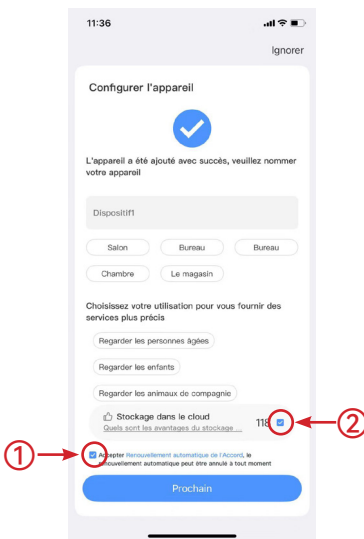 11:36
Ignorer
Configurer l'appareil
L'appareil a été ajouté avec succès, veuillez nommer
votre appareil
Dispositif1
Salon Bureau Bureau
Chambre Le magasin
Choisissez votre utilisation pour vous fournir des
services plus précis
Regarder les personnes âgées
Regarder les enfants
Regarder les animaux de compagnie
Stockage dans le cloud
Quels sont les avantages du stockage ...
118
2
1
Accepter Renouvellement automatique de l'Accord, le
renouvellement automatique peut être annulé à tout moment
Prochain